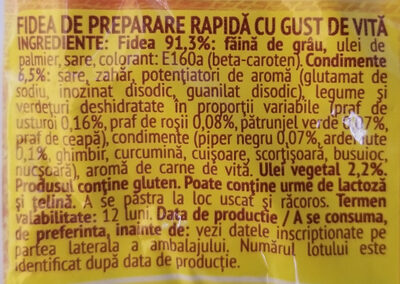 FIDEA DE PREPARARE RAPIDĂ CU GUST DE VITĂ
INGREDIENTE: Fidea 91,3%: făină de grâu, ulei de
palmier, sare, colorant: E160a (beta-caroten). Condimente
6,5%: sare, zahăr, potențiatori de aromă (glutamat de
sodiu, inozinat disodic, guanilat disodic), legume și
verdețuri deshidratate în proporții variabile (praf de
usturoi 0,16%, praf de roșii 0,08%, pătrunjel verde 0,07%,
praf de ceapă), condimente (piper negru 0,07%, ardei iute
0,1%, ghimbir, curcumină, cuișoare, scorțișoară, busuioc,
nucșoară), aromă de carne de vită. Ulei vegetal 2,2%.
Produsul conține gluten. Poate conține urme de lactoză
și țelină. A se păstra la loc uscat și răcoros. Termen
valabilitate: 12 luni. Data de productie / A se consuma,
de preferinta, inainte de: vezi datele inscriptionate pe
partea laterala a ambalajului. Numărul lotului este
identificat după data de producție.